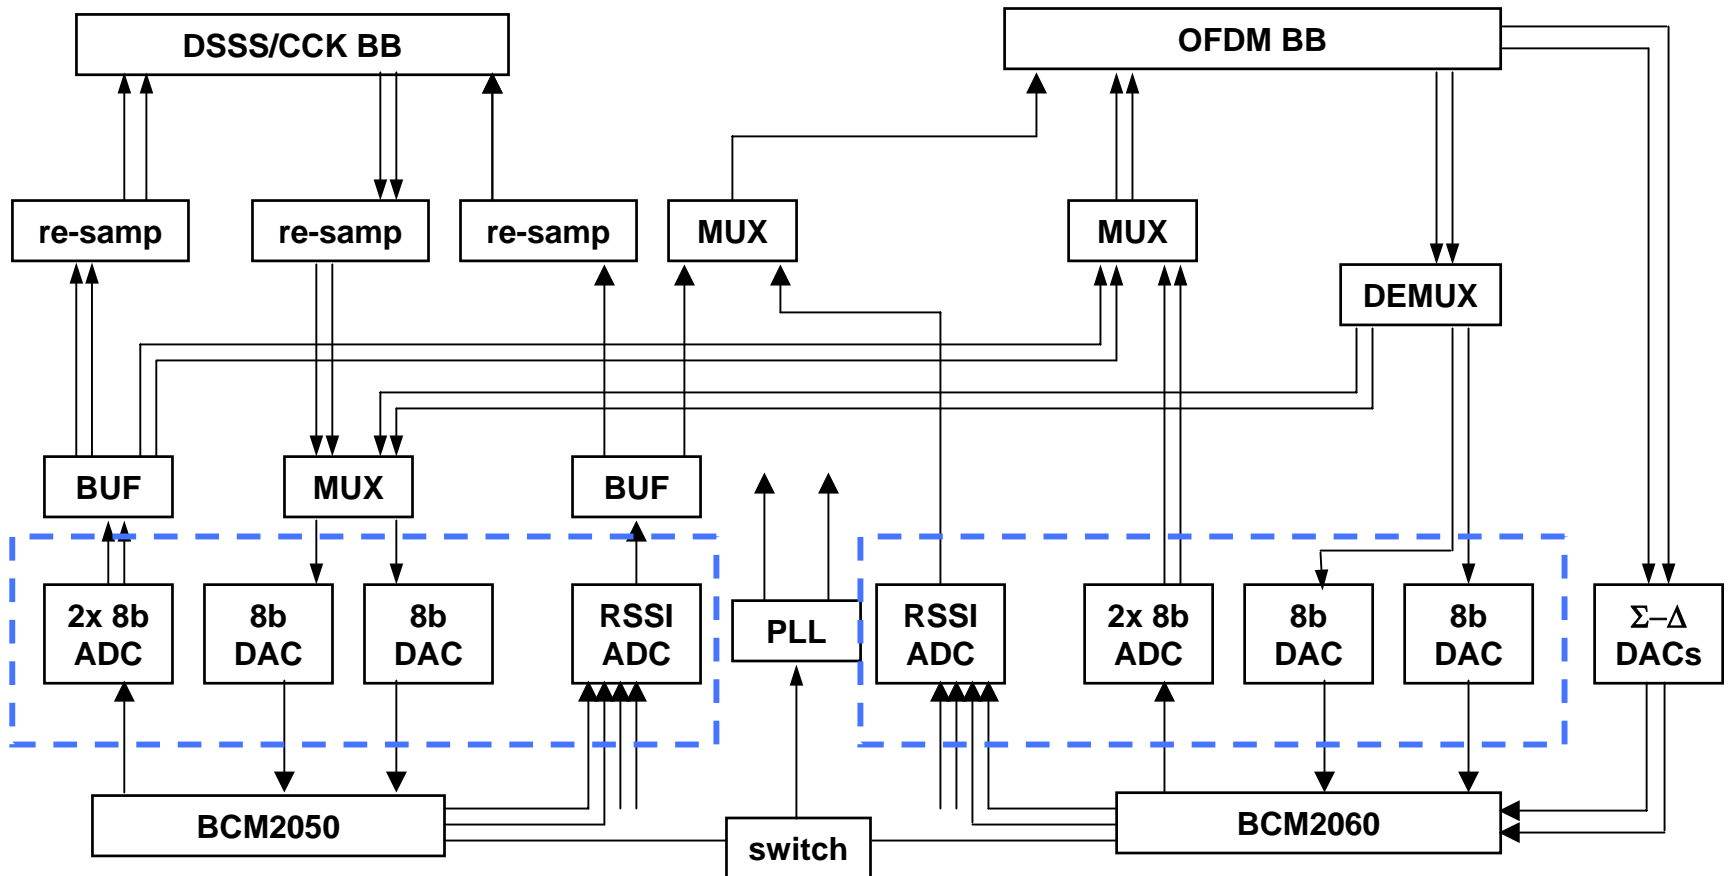 DSSS/CCK BB
OFDM BB
re-samp
re-samp
re-samp
MUX
MUX
DEMUX
BUF
MUX
BUF
2x 8b
ADC
8b
DAC
8b
DAC
RSSI
ADC
PLL
RSSI
ADC
2x 8b
ADC
8b
DAC
8b
DAC
Σ–Δ
DACs
BCM2050
switch
BCM2060